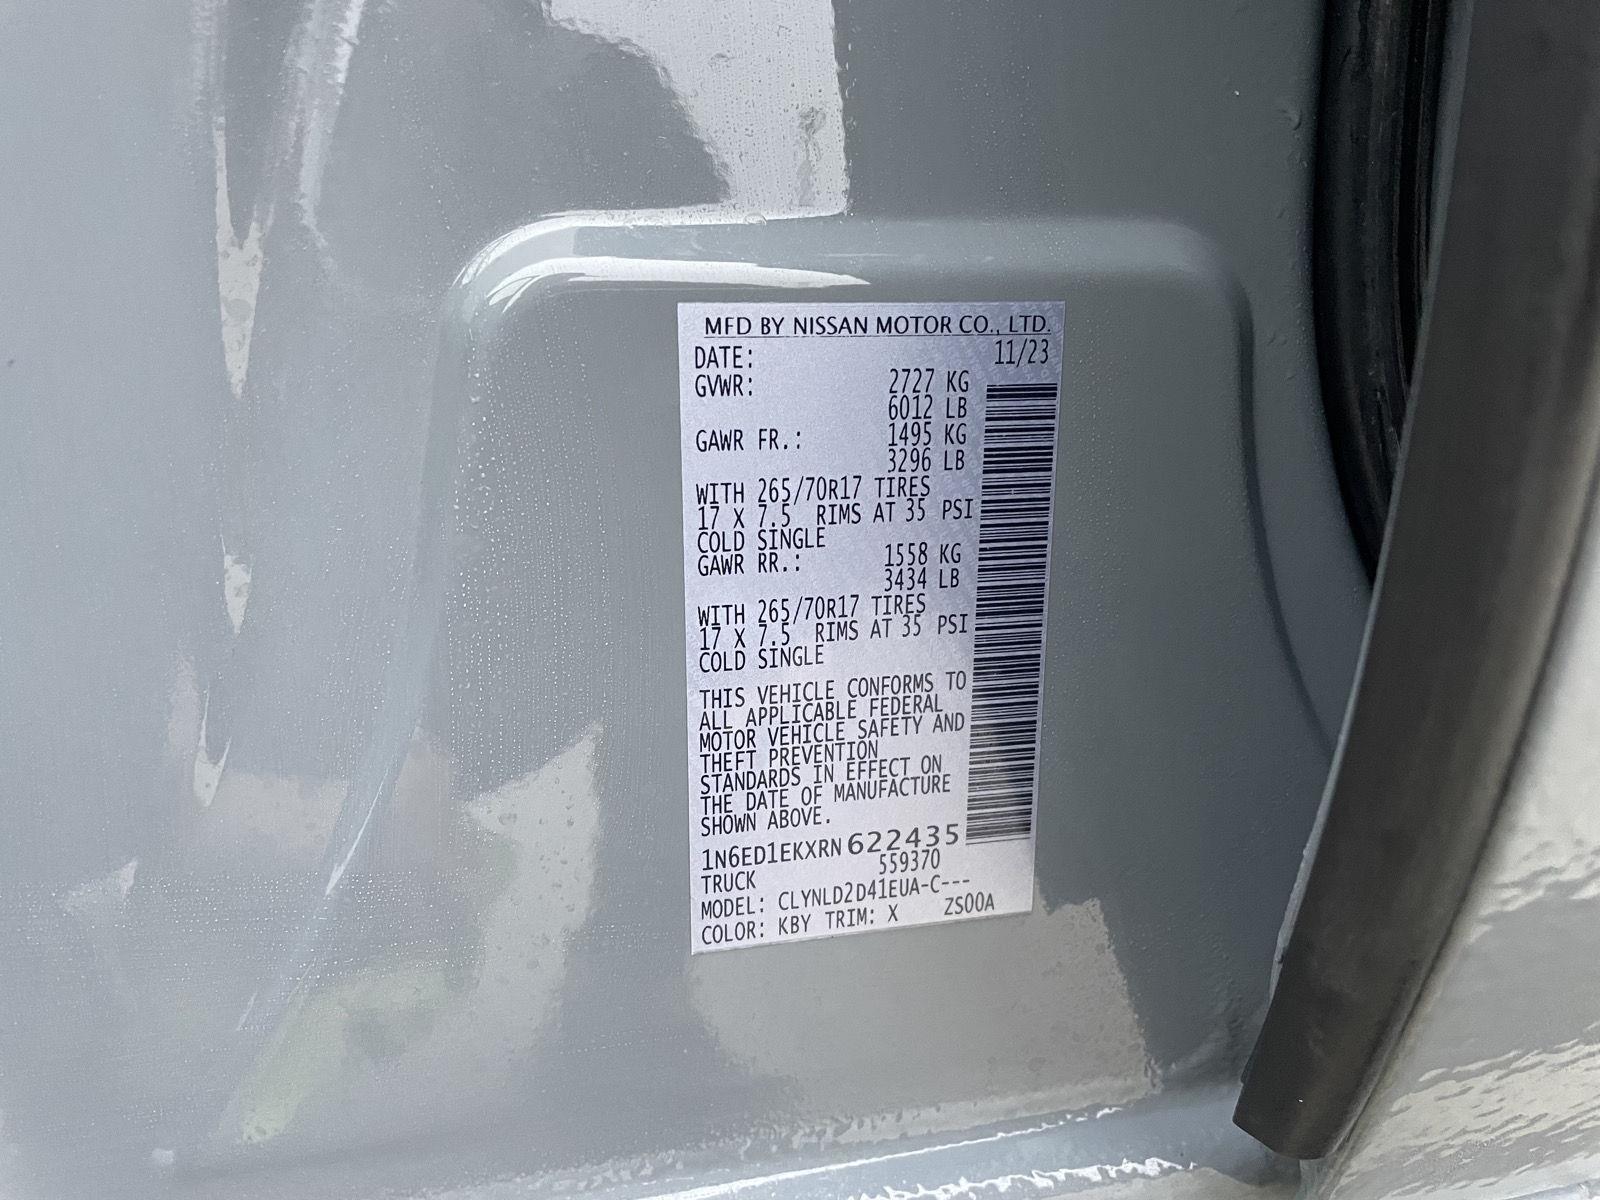 MFD BY NISSAN MOTOR CO., LTD.
DATE: 11/23
GVWR: 2727 KG
6012 LB
GAWR FR.: 1495 KG
3296 LB
WITH 265/70R17 TIRES
17 X 7.5 RIMS AT 35 PSI
COLD SINGLE
GAWR RR.: 1558 KG
3434 LB
WITH 265/70R17 TIRES
17 X 7.5 RIMS AT 35 PSI
COLD SINGLE
THIS VEHICLE CONFORMS TO
ALL APPLICABLE FEDERAL
MOTOR VEHICLE SAFETY AND
THEFT PREVENTION
STANDARDS IN EFFECT ON
THE DATE OF MANUFACTURE
SHOWN ABOVE.
1N6ED1EKXRN622435
TRUCK 559370
MODEL: CLYNLD2D41EUA-C---
COLOR: KBY TRIM: X ZS00A